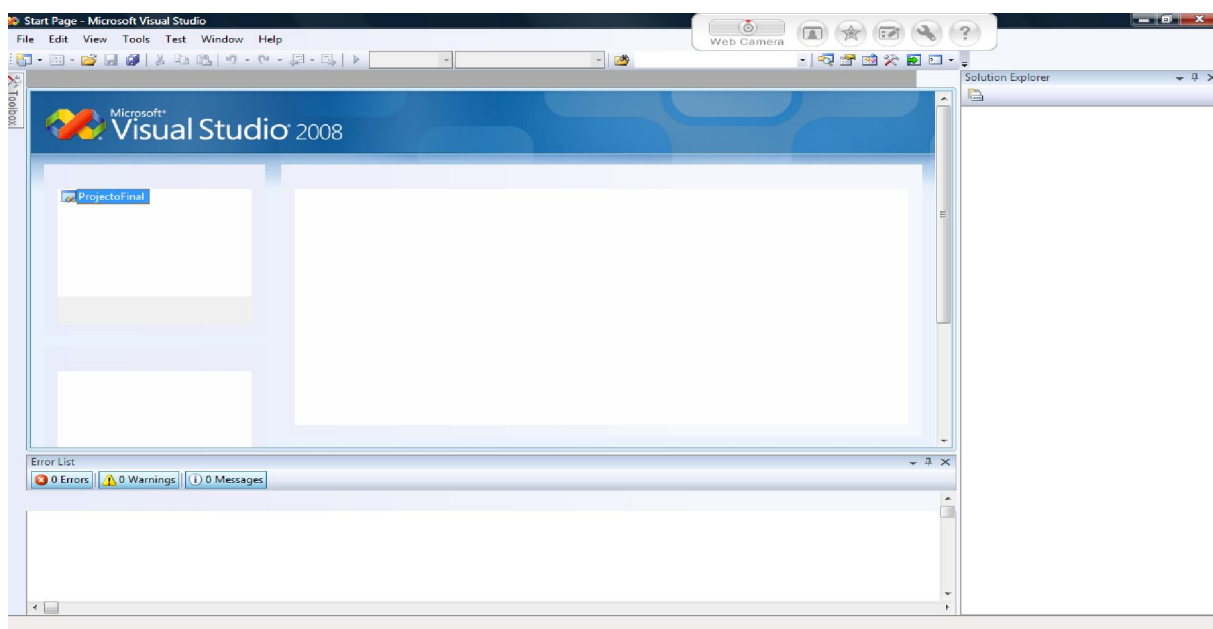 Start Page - Microsoft Visual Studio
File Edit View Tools Test Window Help
Web Camera
Toolbox
Solution Explorer
Microsoft®
Visual Studio® 2008
ProjectoFinal
Error List
0 Errors 0 Warnings 0 Messages